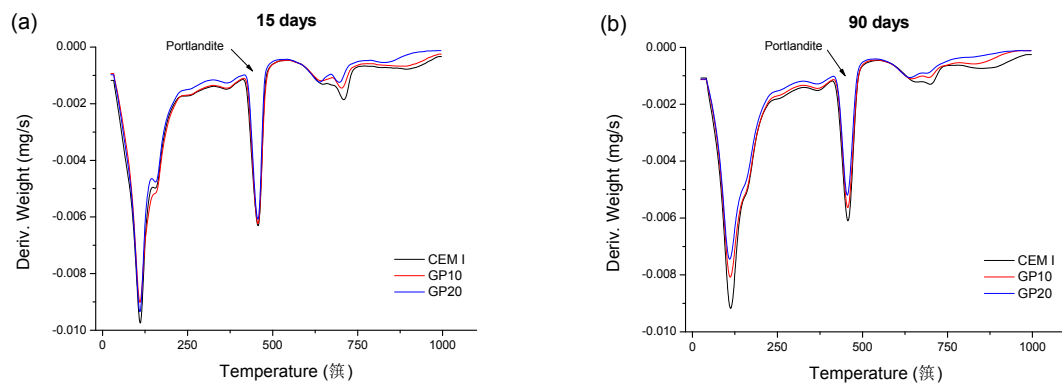 (a)
15 days
Portlandite
0.000
-0.002
-0.004
-0.006
-0.008
-0.010
Deriv. Weight (mg/s)
CEM I
GP10
GP20
0
250
500
750
1000
Temperature (篊)
(b)
90 days
Portlandite
0.000
-0.002
-0.004
-0.006
-0.008
-0.010
Deriv. Weight (mg/s)
CEM I
GP10
GP20
0
250
500
750
1000
Temperature (篊)